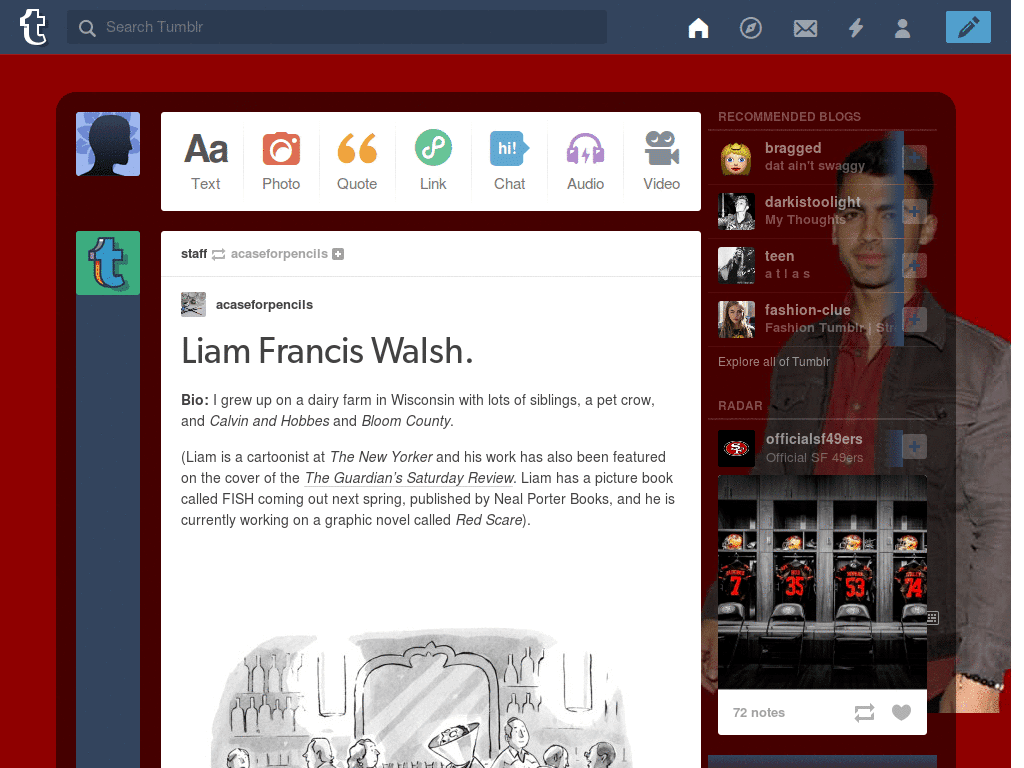 Search Tumblr
Aa
hi!
Text
Photo
Quote
Link
Chat
Audio
Video
staff acaseforpencils
acaseforpencils
Liam Francis Walsh.
Bio: I grew up on a dairy farm in Wisconsin with lots of siblings, a pet crow,
and Calvin and Hobbes and Bloom County.
(Liam is a cartoonist at The New Yorker and his work has also been featured
on the cover of the The Guardian's Saturday Review. Liam has a picture book
called FISH coming out next spring, published by Neal Porter Books, and he is
currently working on a graphic novel called Red Scare).
RECOMMENDED BLOGS
bragged
dat ain't swaggy
darkistoolight
My Thoughts
teen
a t l a s
fashion-clue
Fashion Tumblr | Str
Explore all of Tumblr
RADAR
officialsf49ers
Official SF 49ers
7
35
53
74
72 notes